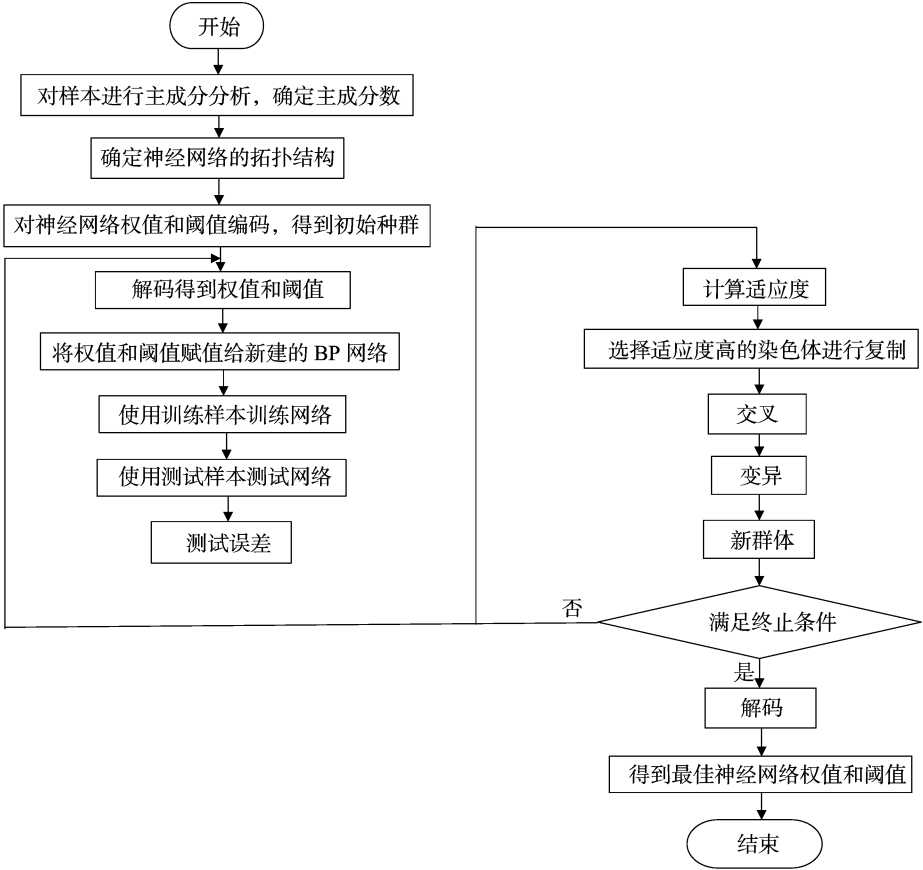 开始
对样本进行主成分分析，确定主成分数
确定神经网络的拓扑结构
对神经网络权值和阈值编码，得到初始种群
解码得到权值和阈值
将权值和阈值赋值给新建的 BP 网络
使用训练样本训练网络
使用测试样本测试网络
测试误差
计算适应度
选择适应度高的染色体进行复制
交叉
变异
新群体
满足终止条件
否
是
解码
得到最佳神经网络权值和阈值
结束